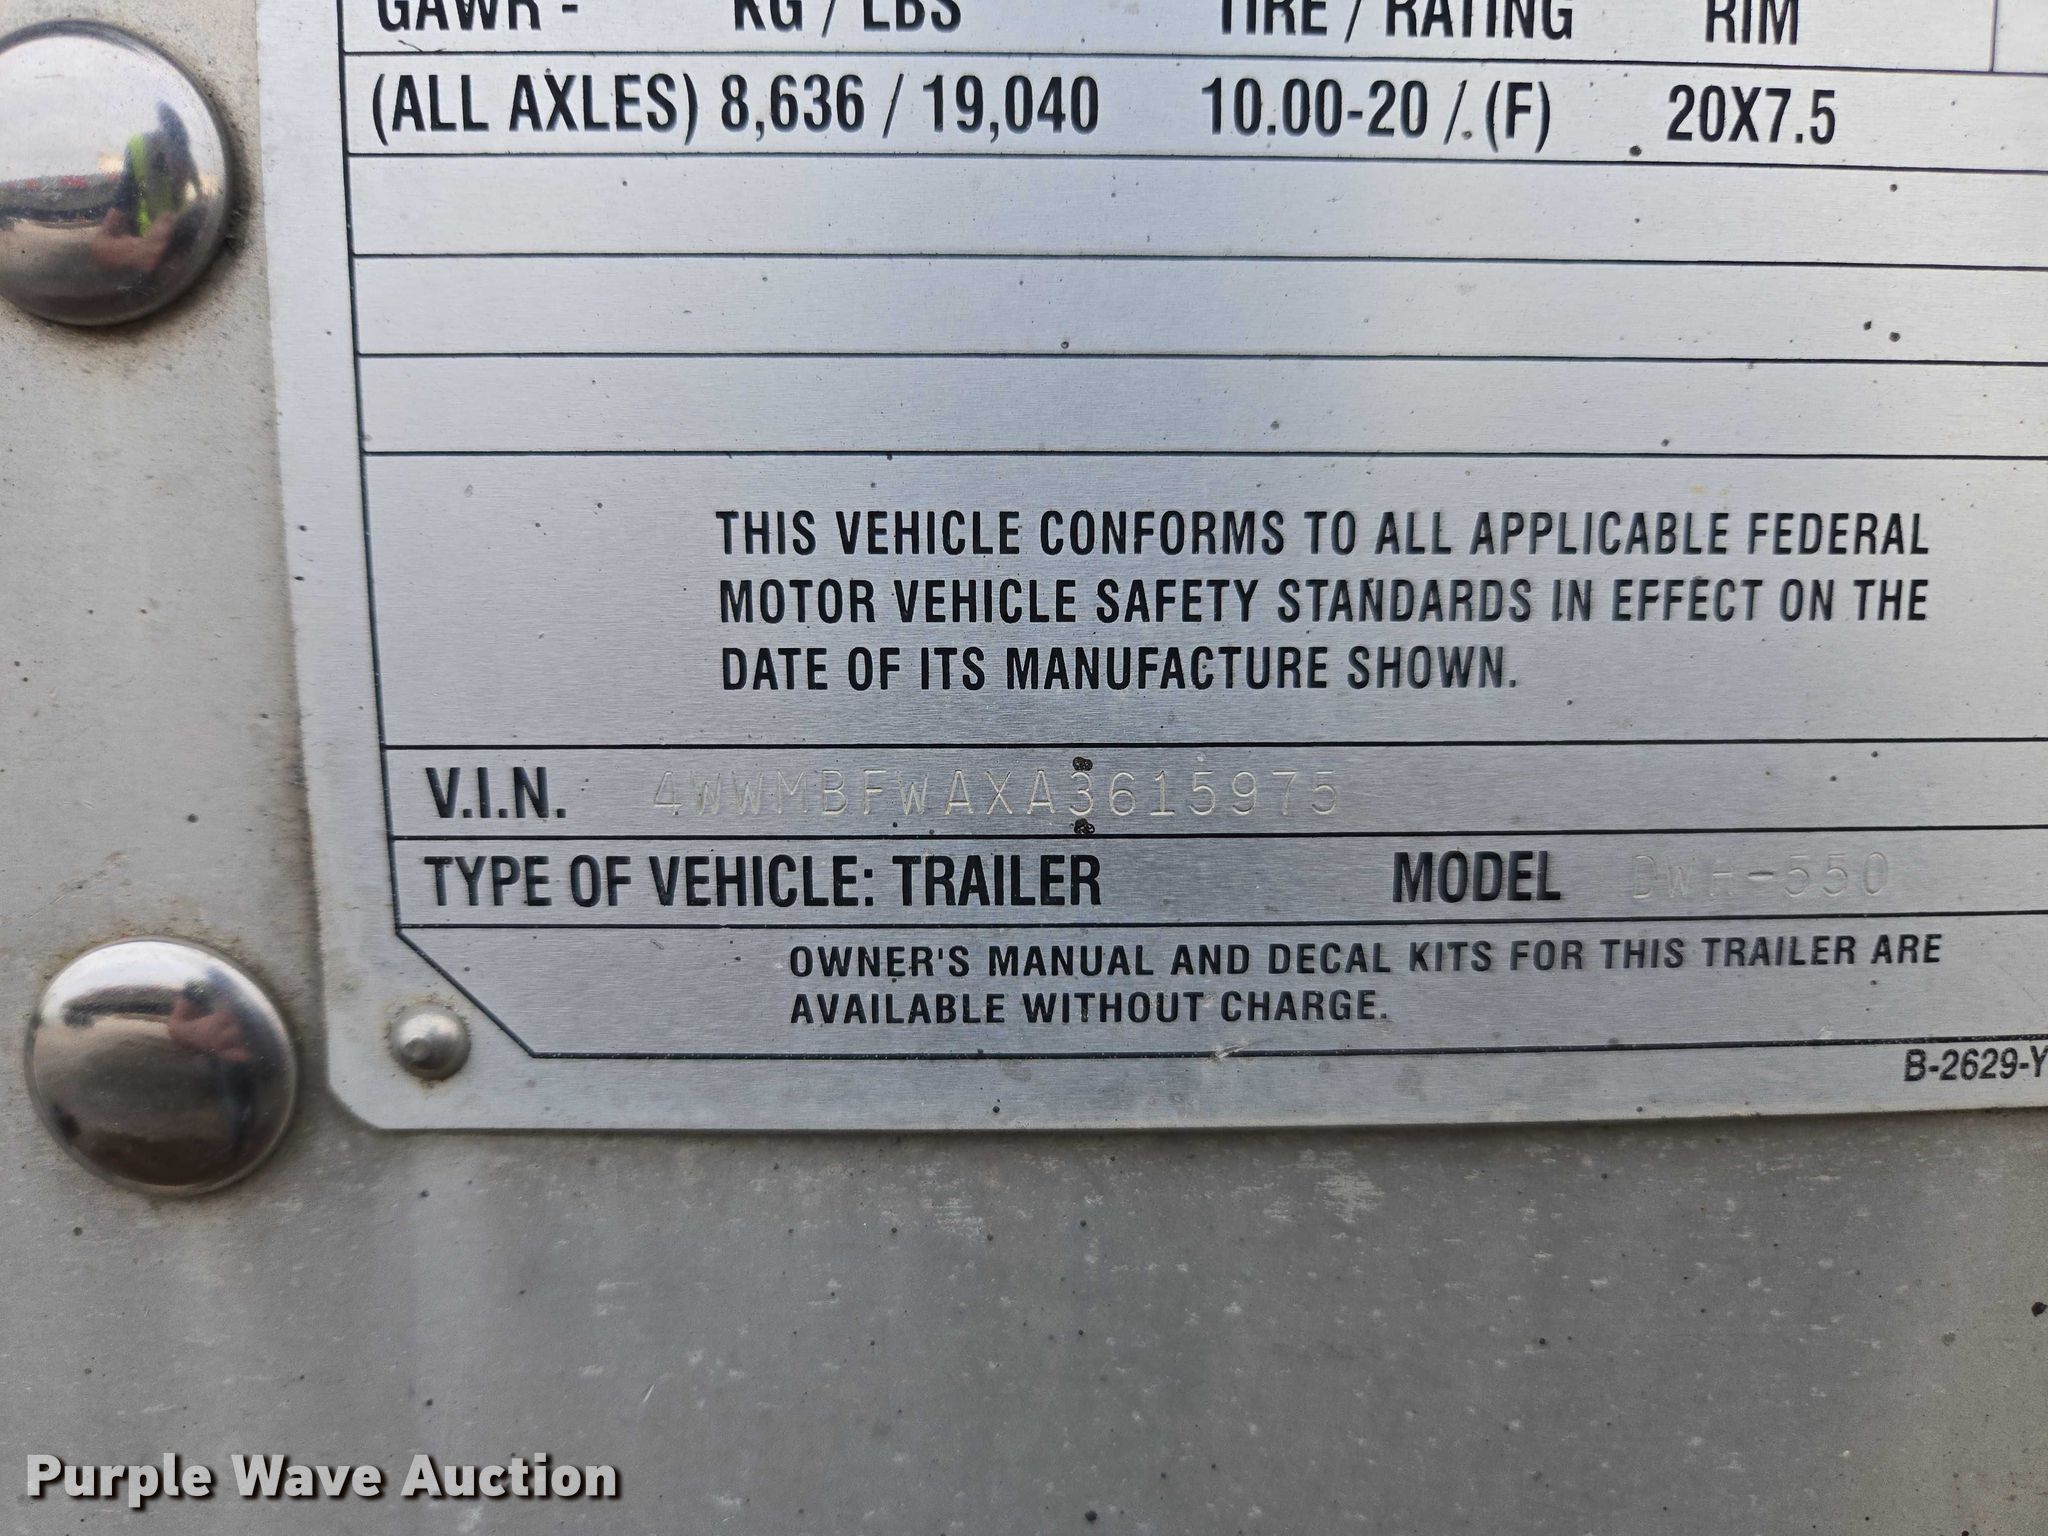 GAWR - KG / LBS TIRE / RATING RIM
(ALL AXLES) 8,636 / 19,040 10.00-20 / (F) 20X7.5
THIS VEHICLE CONFORMS TO ALL APPLICABLE FEDERAL
MOTOR VEHICLE SAFETY STANDARDS IN EFFECT ON THE
DATE OF ITS MANUFACTURE SHOWN.
V.I.N. 4WWMBFWAXA3615975
TYPE OF VEHICLE: TRAILER MODEL DWH-550
OWNER'S MANUAL AND DECAL KITS FOR THIS TRAILER ARE
AVAILABLE WITHOUT CHARGE.
B-2629-Y
Purple Wave Auction